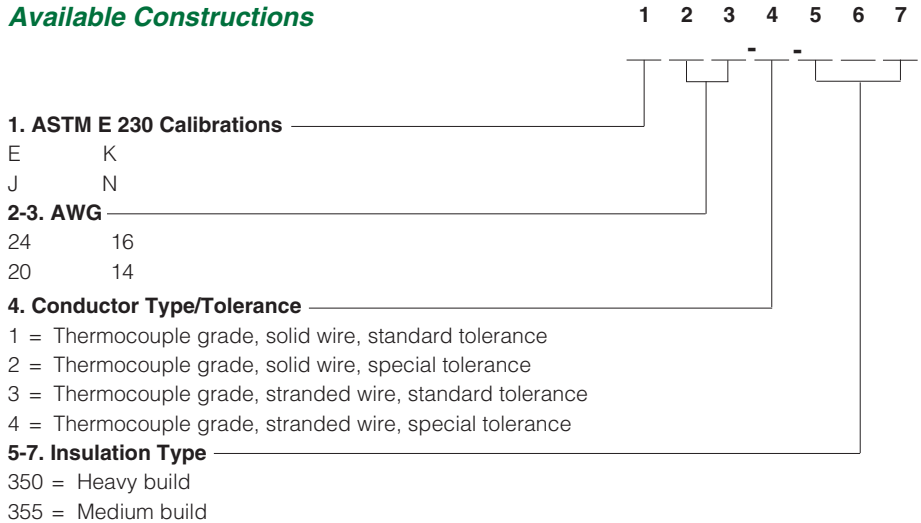 Available Constructions 1 2 3 4 5 6 7
- -
1. ASTM E 230 Calibrations
E K
J N
2-3. AWG
24 16
20 14
4. Conductor Type/Tolerance
1 = Thermocouple grade, solid wire, standard tolerance
2 = Thermocouple grade, solid wire, special tolerance
3 = Thermocouple grade, stranded wire, standard tolerance
4 = Thermocouple grade, stranded wire, special tolerance
5-7. Insulation Type
350 = Heavy build
355 = Medium build